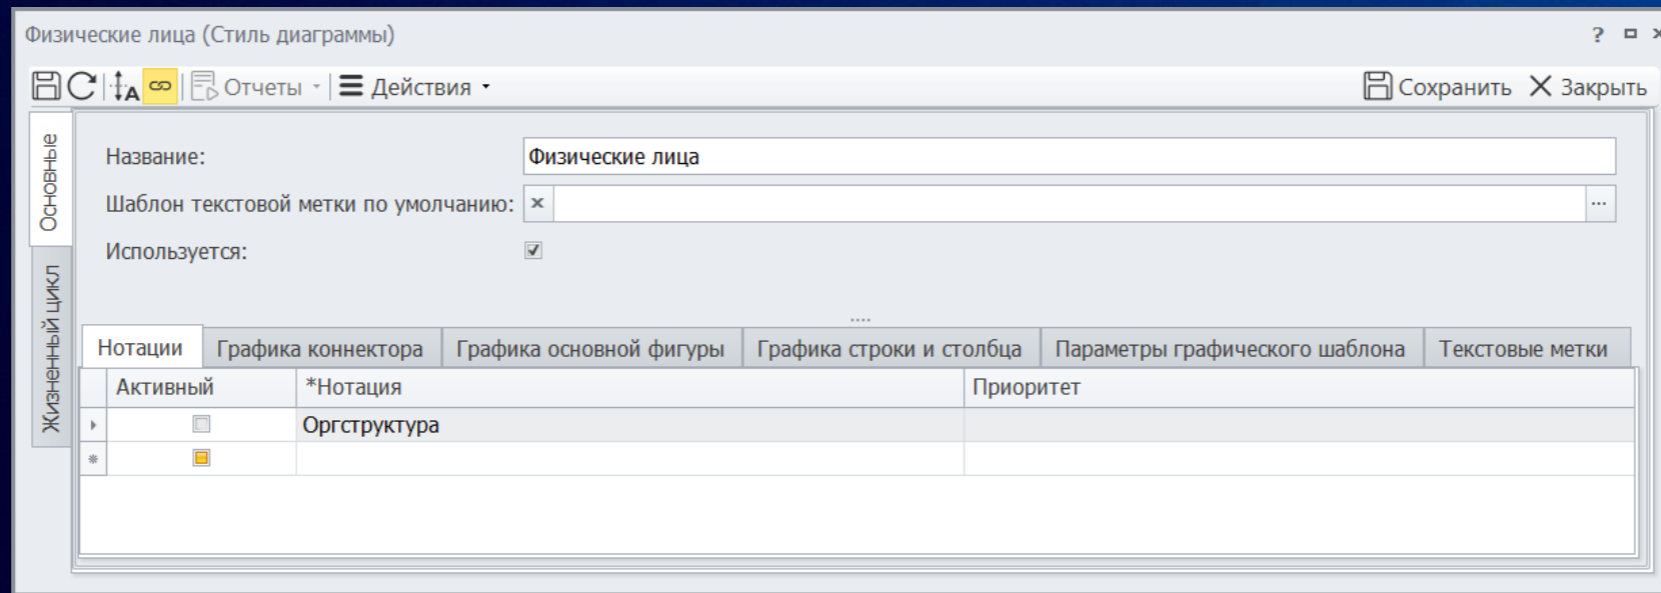 Физические лица (Стиль диаграммы)
Отчеты Действия Сохранить Закрыть
Основные
Жизненный цикл
Название: Физические лица
Шаблон текстовой метки по умолчанию:
Используется:
Нотации Графика коннектора Графика основной фигуры Графика строки и столбца Параметры графического шаблона Текстовые метки
Активный *Нотация Приоритет
Оргструктура